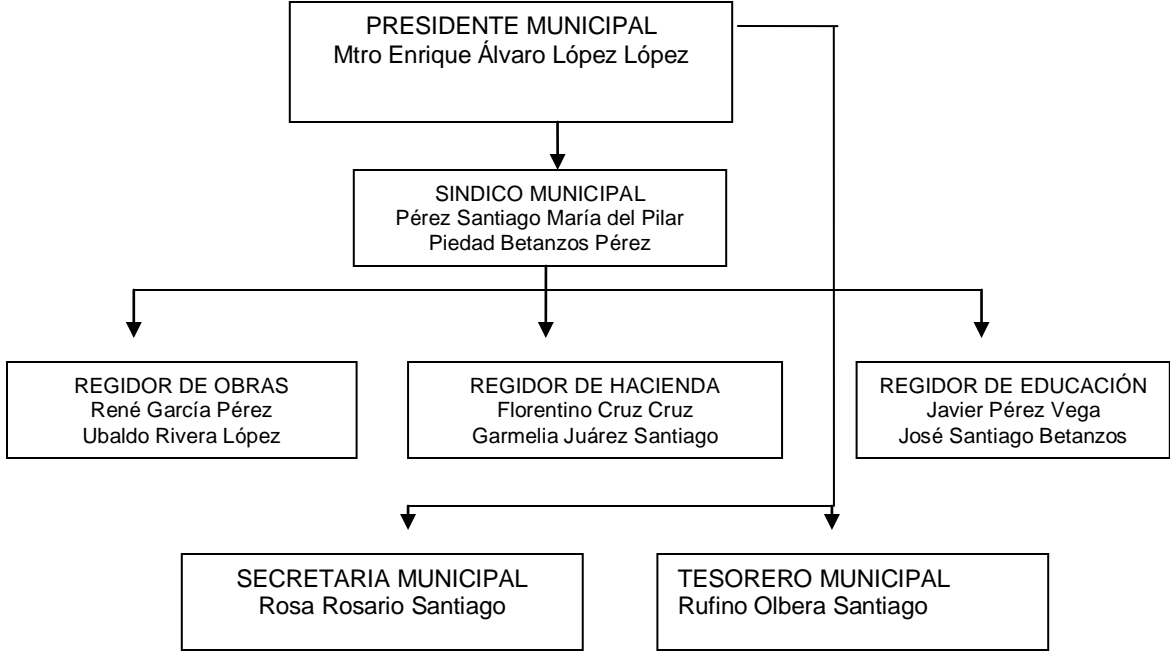 PRESIDENTE MUNICIPAL
Mtro Enrique Álvaro López López
SINDICO MUNICIPAL
Pérez Santiago María del Pilar
Piedad Betanzos Pérez
REGIDOR DE OBRAS
René García Pérez
Ubaldo Rivera López
REGIDOR DE HACIENDA
Florentino Cruz Cruz
Garmelia Juárez Santiago
REGIDOR DE EDUCACIÓN
Javier Pérez Vega
José Santiago Betanzos
SECRETARIA MUNICIPAL
Rosa Rosario Santiago
TESORERO MUNICIPAL
Rufino Olbera Santiago